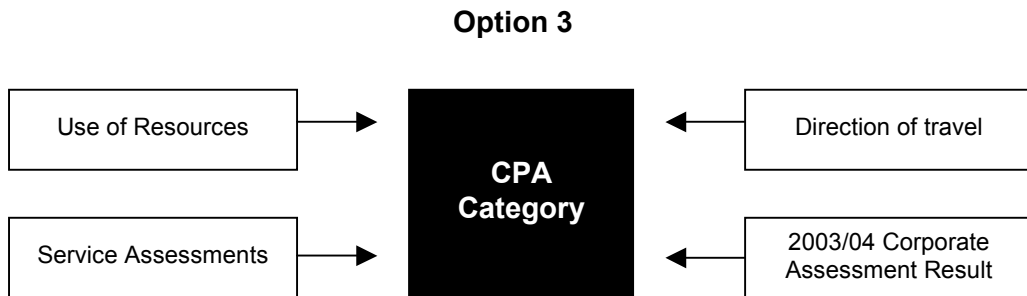 Option 3
Use of Resources
Direction of travel
CPA
Category
Service Assessments
2003/04 Corporate
Assessment Result